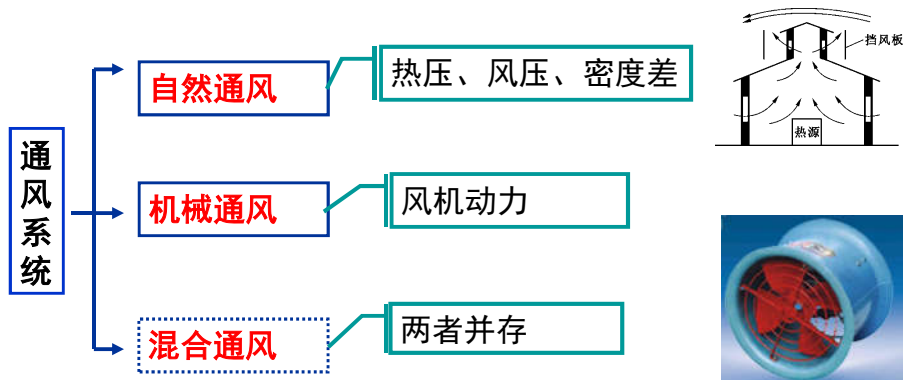 通风系统
自然通风
热压、风压、密度差
挡风板
热源
机械通风
风机动力
混合通风
两者并存